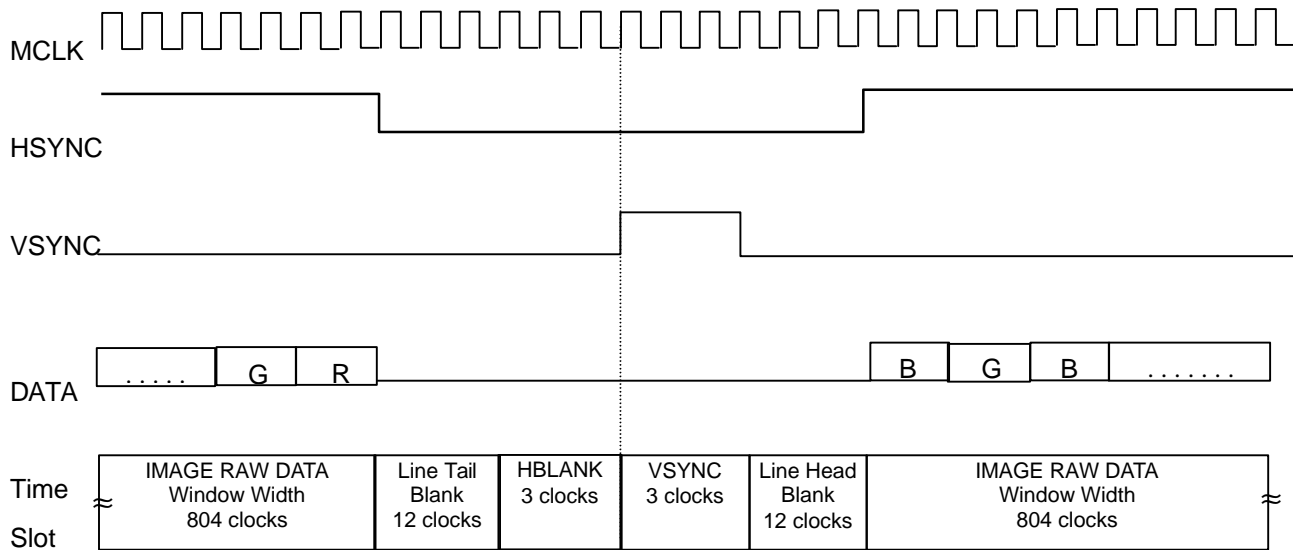 MCLK
HSYNC
VSYNC
DATA
. . . . .
G
R
B
G
B
. . . . . . .
Time
Slot
IMAGE RAW DATA
Window Width
804 clocks
Line Tail
Blank
12 clocks
HBLANK
3 clocks
VSYNC
3 clocks
Line Head
Blank
12 clocks
IMAGE RAW DATA
Window Width
804 clocks